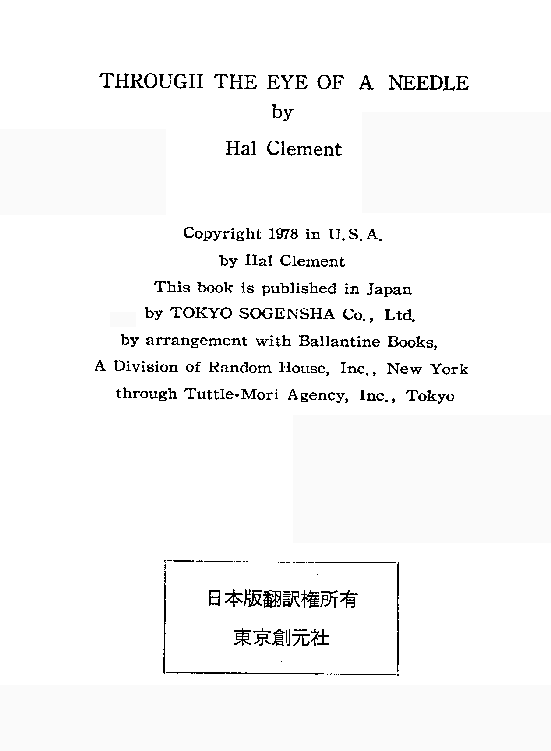 THROUGH THE EYE OF A NEEDLE
by
Hal Clement
Copyright 1978 in U.S.A.
by Hal Clement
This book is published in Japan
by TOKYO SOGENSHA Co., Ltd.
by arrangement with Ballantine Books,
A Division of Random House, Inc., New York
through Tuttle-Mori Agency, Inc., Tokyo
日本版翻訳権所有
東京創元社